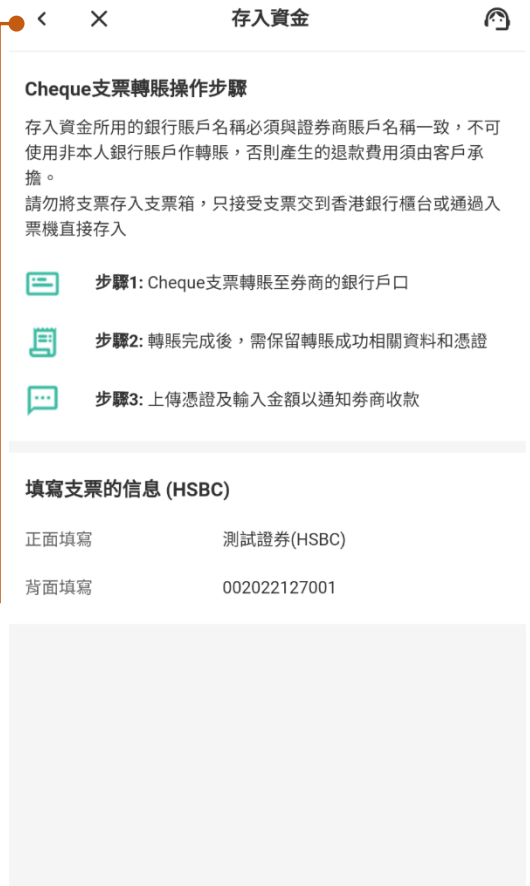 存入資金
Cheque支票轉賬操作步驟
存入資金所用的銀行賬戶名稱必須與證券商賬戶名稱一致，不可
使用非本人銀行賬戶作轉賬，否則產生的退款費用須由客戶承
擔。
請勿將支票存入支票箱，只接受支票交到香港銀行櫃台或通過入
票機直接存入
步驟1: Cheque支票轉賬至券商的銀行戶口
步驟2: 轉賬完成後，需保留轉賬成功相關資料和憑證
步驟3: 上傳憑證及輸入金額以通知券商收款
填寫支票的信息 (HSBC)
正面填寫 測試證券(HSBC)
背面填寫 002022127001